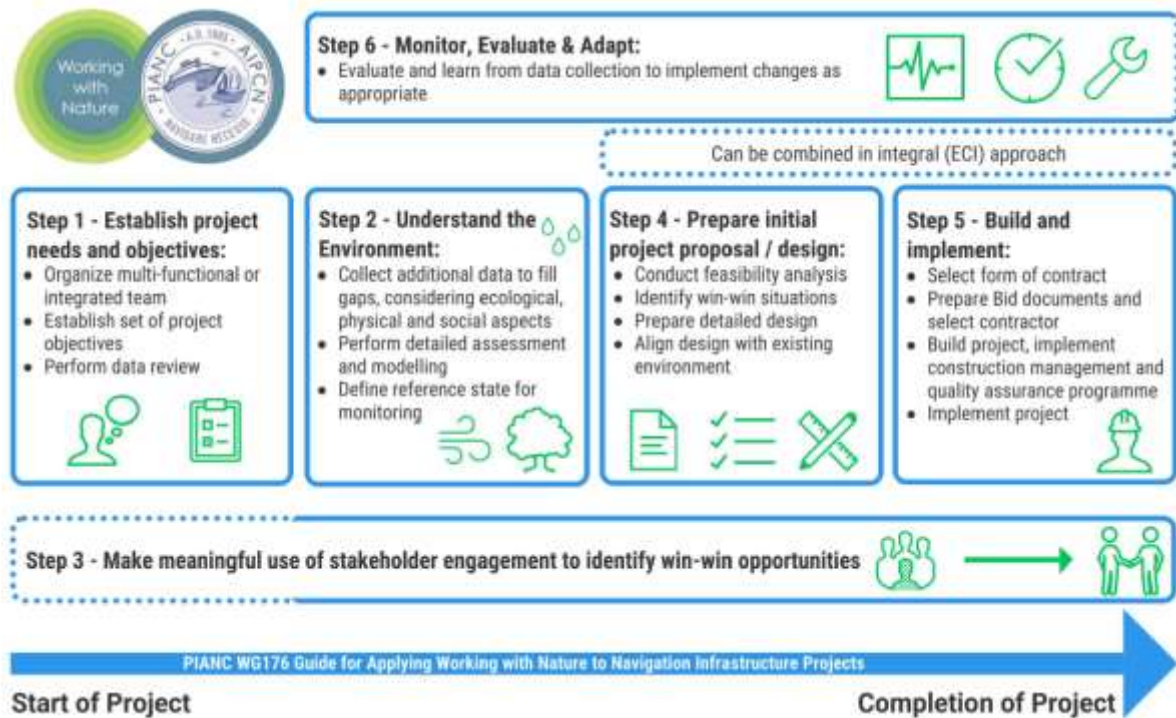 Working
with
Nature
PIANC · A.D. 1885 · AIPCN
NAVIGARE NECESSE
Step 6 - Monitor, Evaluate & Adapt:
● Evaluate and learn from data collection to implement changes as
appropriate
Can be combined in integral (ECI) approach
Step 1 - Establish project
needs and objectives:
● Organize multi-functional or
integrated team
● Establish set of project
objectives
● Perform data review
Step 2 - Understand the
Environment:
● Collect additional data to fill
gaps, considering ecological,
physical and social aspects
● Perform detailed assessment
and modelling
● Define reference state for
monitoring
Step 4 - Prepare initial
project proposal / design:
● Conduct feasibility analysis
● Identify win-win situations
● Prepare detailed design
● Align design with existing
environment
Step 5 - Build and
implement:
● Select form of contract
● Prepare Bid documents and
select contractor
● Build project, implement
construction management and
quality assurance programme
● Implement project
Step 3 - Make meaningful use of stakeholder engagement to identify win-win opportunities
PIANC WG176 Guide for Applying Working with Nature to Navigation Infrastructure Projects
Start of Project
Completion of Project